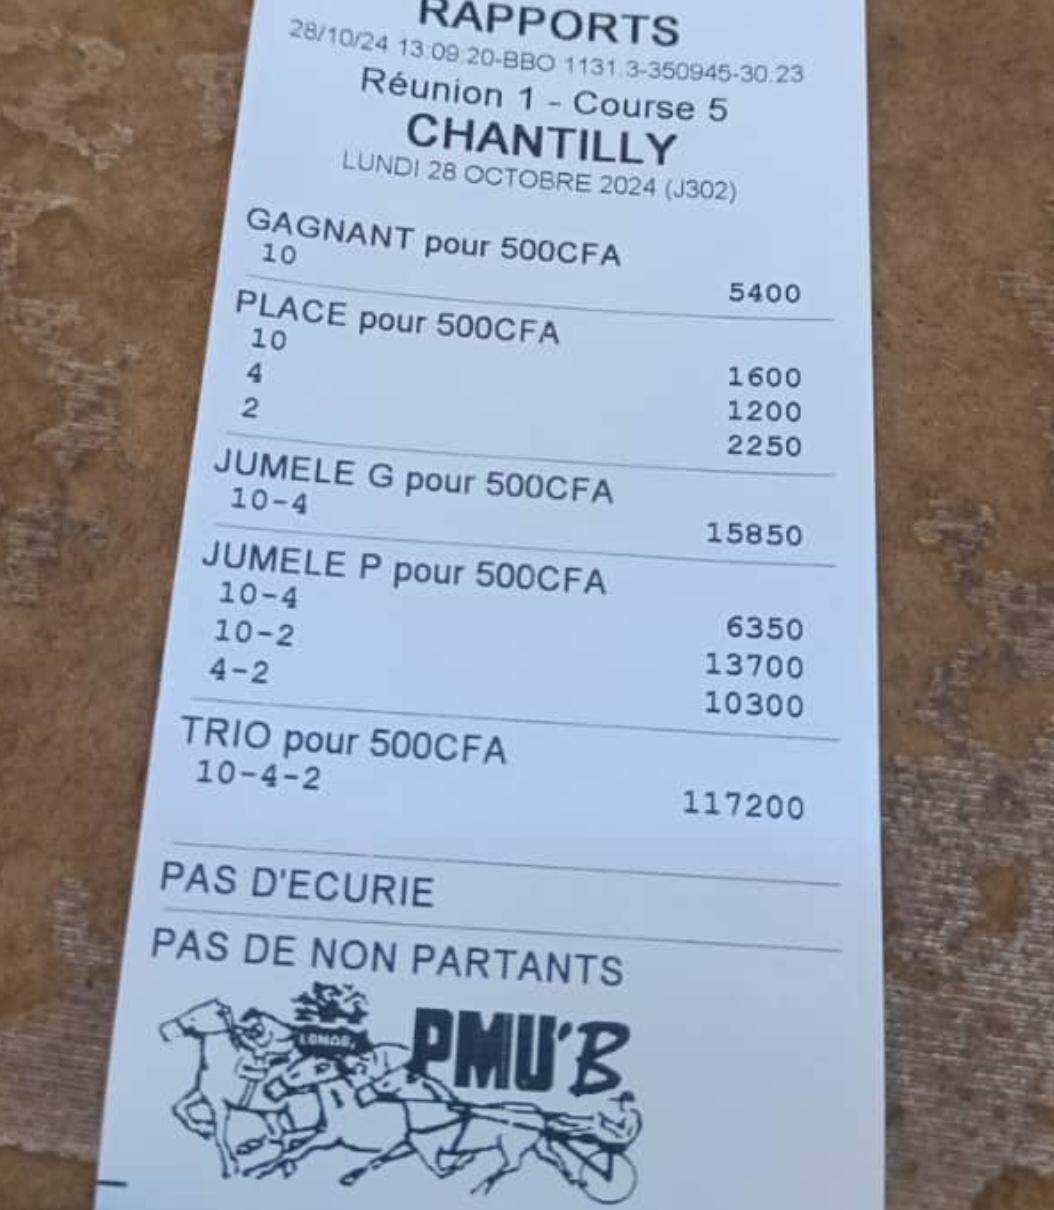 RAPPORTS
28/10/24 13:09:20-BBO 1131.3-350945-30.23
Réunion 1 - Course 5
CHANTILLY
LUNDI 28 OCTOBRE 2024 (J302)
GAGNANT pour 500CFA
10 5400
PLACE pour 500CFA
10 1600
4 1200
2 2250
JUMELE G pour 500CFA
10-4 15850
JUMELE P pour 500CFA
10-4 6350
10-2 13700
4-2 10300
TRIO pour 500CFA
10-4-2 117200
PAS D'ECURIE
PAS DE NON PARTANTS
LONAB
PMU'B